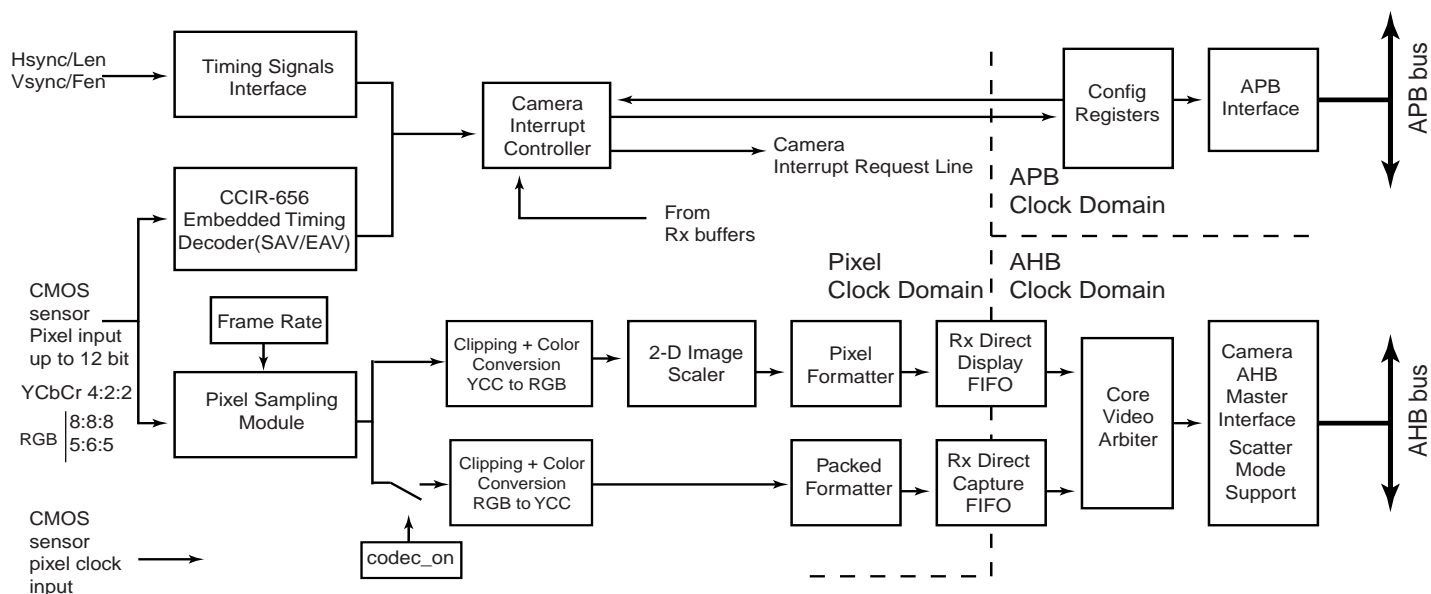 Hsync/Len
Vsync/Fen
Timing Signals
Interface
CCIR-656
Embedded Timing
Decoder(SAV/EAV)
Camera
Interrupt
Controller
Camera
Interrupt Request Line
From
Rx buffers
Config
Registers
APB
Interface
APB bus
APB
Clock Domain
Pixel
Clock Domain
AHB
Clock Domain
CMOS
sensor
Pixel input
up to 12 bit
YCbCr 4:2:2
RGB
8:8:8
5:6:5
Frame Rate
Pixel Sampling
Module
Clipping + Color
Conversion
YCC to RGB
2-D Image
Scaler
Pixel
Formatter
Rx Direct
Display
FIFO
codec_on
Clipping + Color
Conversion
RGB to YCC
Packed
Formatter
Rx Direct
Capture
FIFO
Core
Video
Arbiter
Camera
AHB
Master
Interface
Scatter
Mode
Support
AHB bus
CMOS
sensor
pixel clock
input